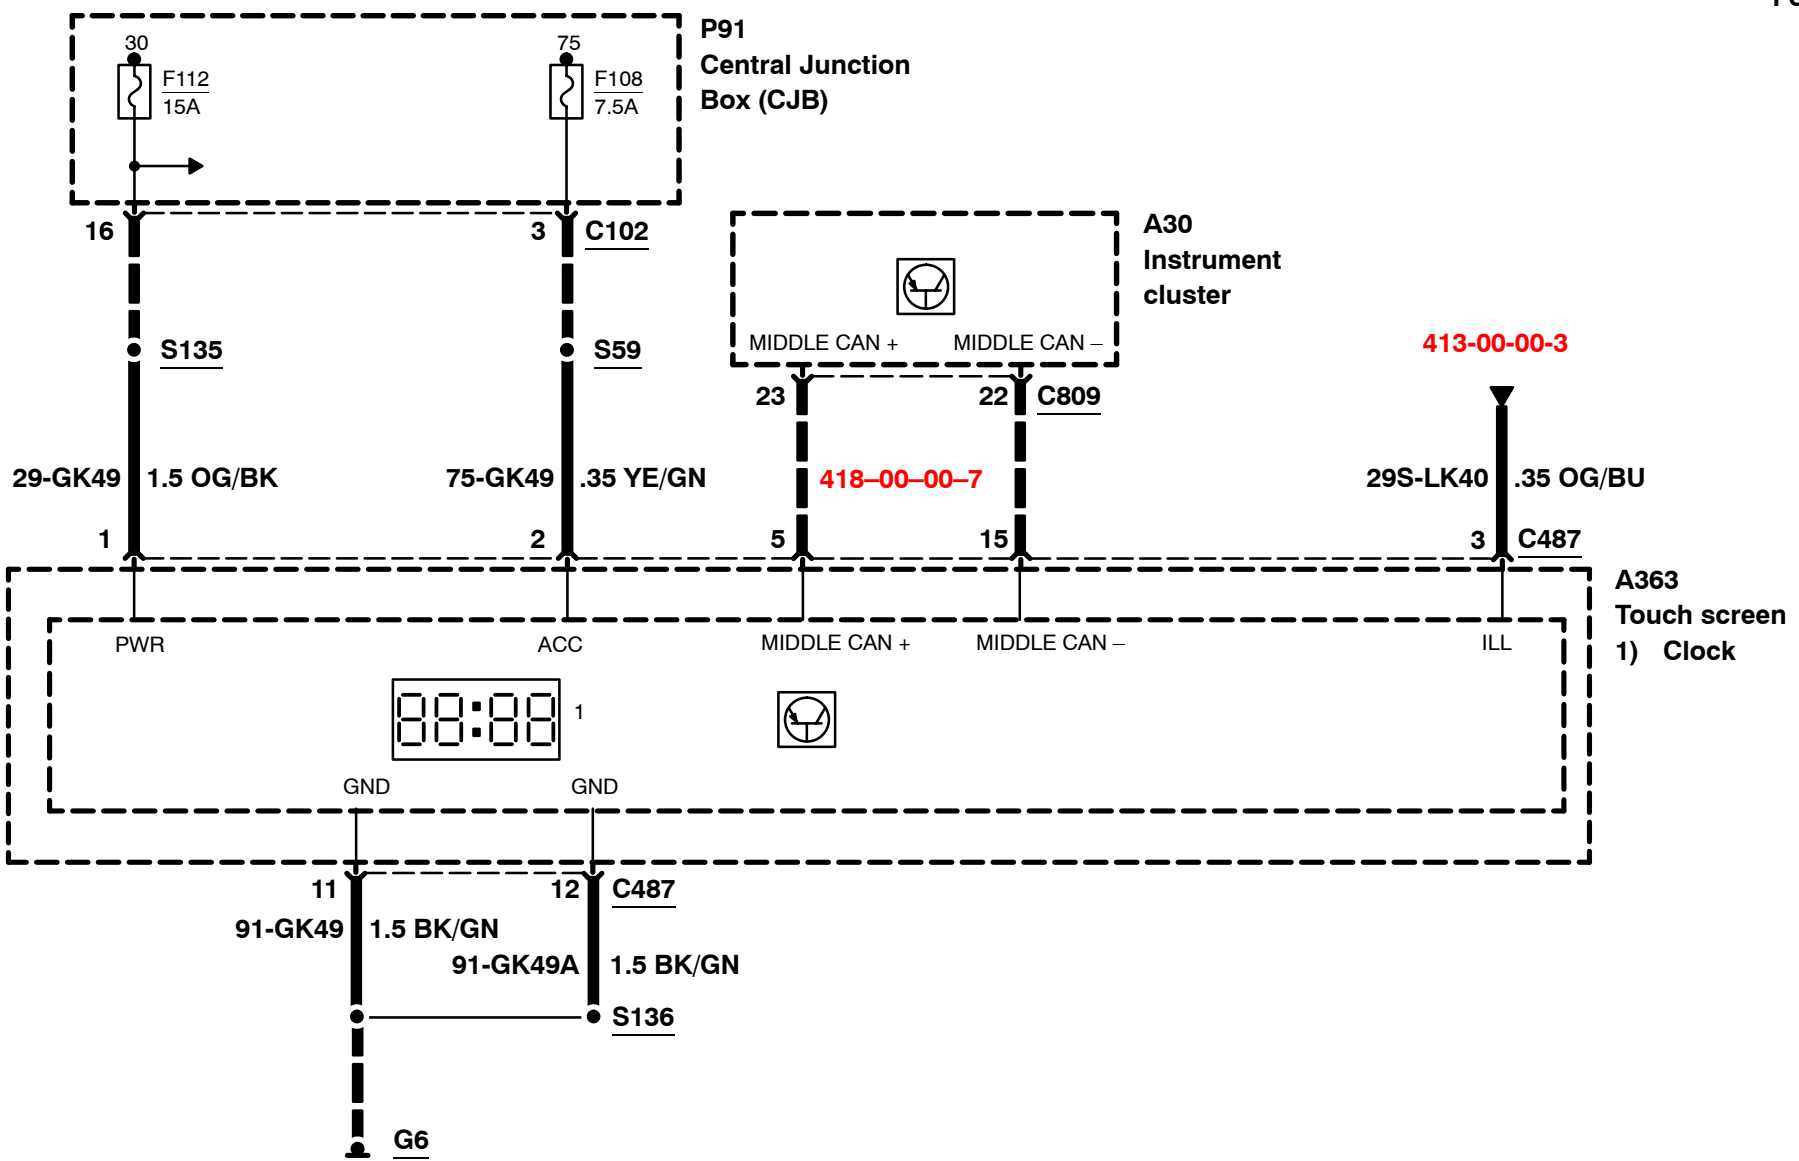 30
F112
15A
75
F108
7.5A
P91
Central Junction
Box (CJB)
16
3
C102
A30
Instrument
cluster
MIDDLE CAN +
MIDDLE CAN –
S135
S59
413-00-00-3
23
22
C809
29-GK49
1.5 OG/BK
75-GK49
.35 YE/GN
418–00–00–7
29S-LK40
.35 OG/BU
1
2
5
15
3
C487
A363
Touch screen
1) Clock
PWR
ACC
MIDDLE CAN +
MIDDLE CAN –
ILL
88:88
1
GND
GND
11
12
C487
91-GK49
1.5 BK/GN
91-GK49A
1.5 BK/GN
S136
G6